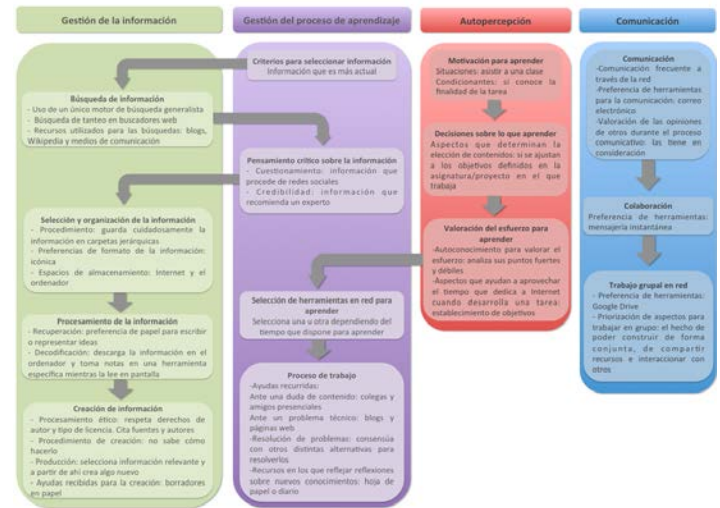 Gestión de la información
Búsqueda de información
- Uso de un único motor de búsqueda generalista
- Búsqueda de tanteo en buscadores web
- Recursos utilizados para las búsquedas: blogs,
Wikipedia y medios de comunicación
Selección y organización de la información
- Procedimiento: guarda cuidadosamente la
información en carpetas jerárquicas
- Preferencias de formato de la información:
icónica
- Espacios de almacenamiento: Internet y el
ordenador
Procesamiento de la información
- Recuperación: preferencia de papel para escribir
o representar ideas
- Decodificación: descarga la información en el
ordenador y toma notas en una herramienta
específica mientras la lee en pantalla
Creación de información
- Procesamiento ético: respeta derechos de
autor y tipo de licencia. Cita fuentes y autores
- Procedimiento de creación: no sabe cómo
hacerlo
- Producción: selecciona información relevante y
a partir de ahí crea algo nuevo
- Ayudas recibidas para la creación: borradores
en papel
Gestión del proceso de aprendizaje
Criterios para seleccionar información
Información que es más actual
Pensamiento crítico sobre la información
- Cuestionamiento: información que
procede de redes sociales
- Credibilidad: información que
recomienda un experto
Selección de herramientas en red para
aprender
Selecciona una u otra dependiendo del
tiempo que dispone para aprender
Proceso de trabajo
-Ayudas recurridas:
Ante una duda de contenido: colegas y
amigos presenciales
Ante un problema técnico: blogs y
páginas web
-Resolución de problemas: consensúa
con otros distintas alternativas para
resolverlos
-Recursos en los que reflejar reflexiones
sobre nuevos conocimientos: hoja de
papel o diario
Autopercepción
Motivación para aprender
Situaciones: asistir a una clase
Condicionantes: si conoce la
finalidad de la tarea
Decisiones sobre lo que aprender
Aspectos que determinan la
elección de contenidos: si se ajustan
a los objetivos definidos en la
asignatura/proyecto en el que
trabaja
Valoración del esfuerzo para
aprender
-Autoconocimiento para valorar el
esfuerzo: analiza sus puntos fuertes
y débiles
-Aspectos que ayudan a aprovechar el
tiempo que dedica a Internet
cuando desarrolla una tarea:
establecimiento de objetivos
Comunicación
Comunicación
-Comunicación frecuente a
través de la red
-Preferencia de herramientas
para la comunicación: correo
electrónico
-Valoración de las opiniones
de otros durante el proceso
comunicativo: las tiene en
consideración
Colaboración
Preferencia de herramientas:
mensajería instantánea
Trabajo grupal en red
- Preferencia de herramientas:
Google Drive
- Priorización de aspectos para
trabajar en grupo: el hecho de
poder construir de forma
conjunta, de compartir
recursos e interaccionar con
otros